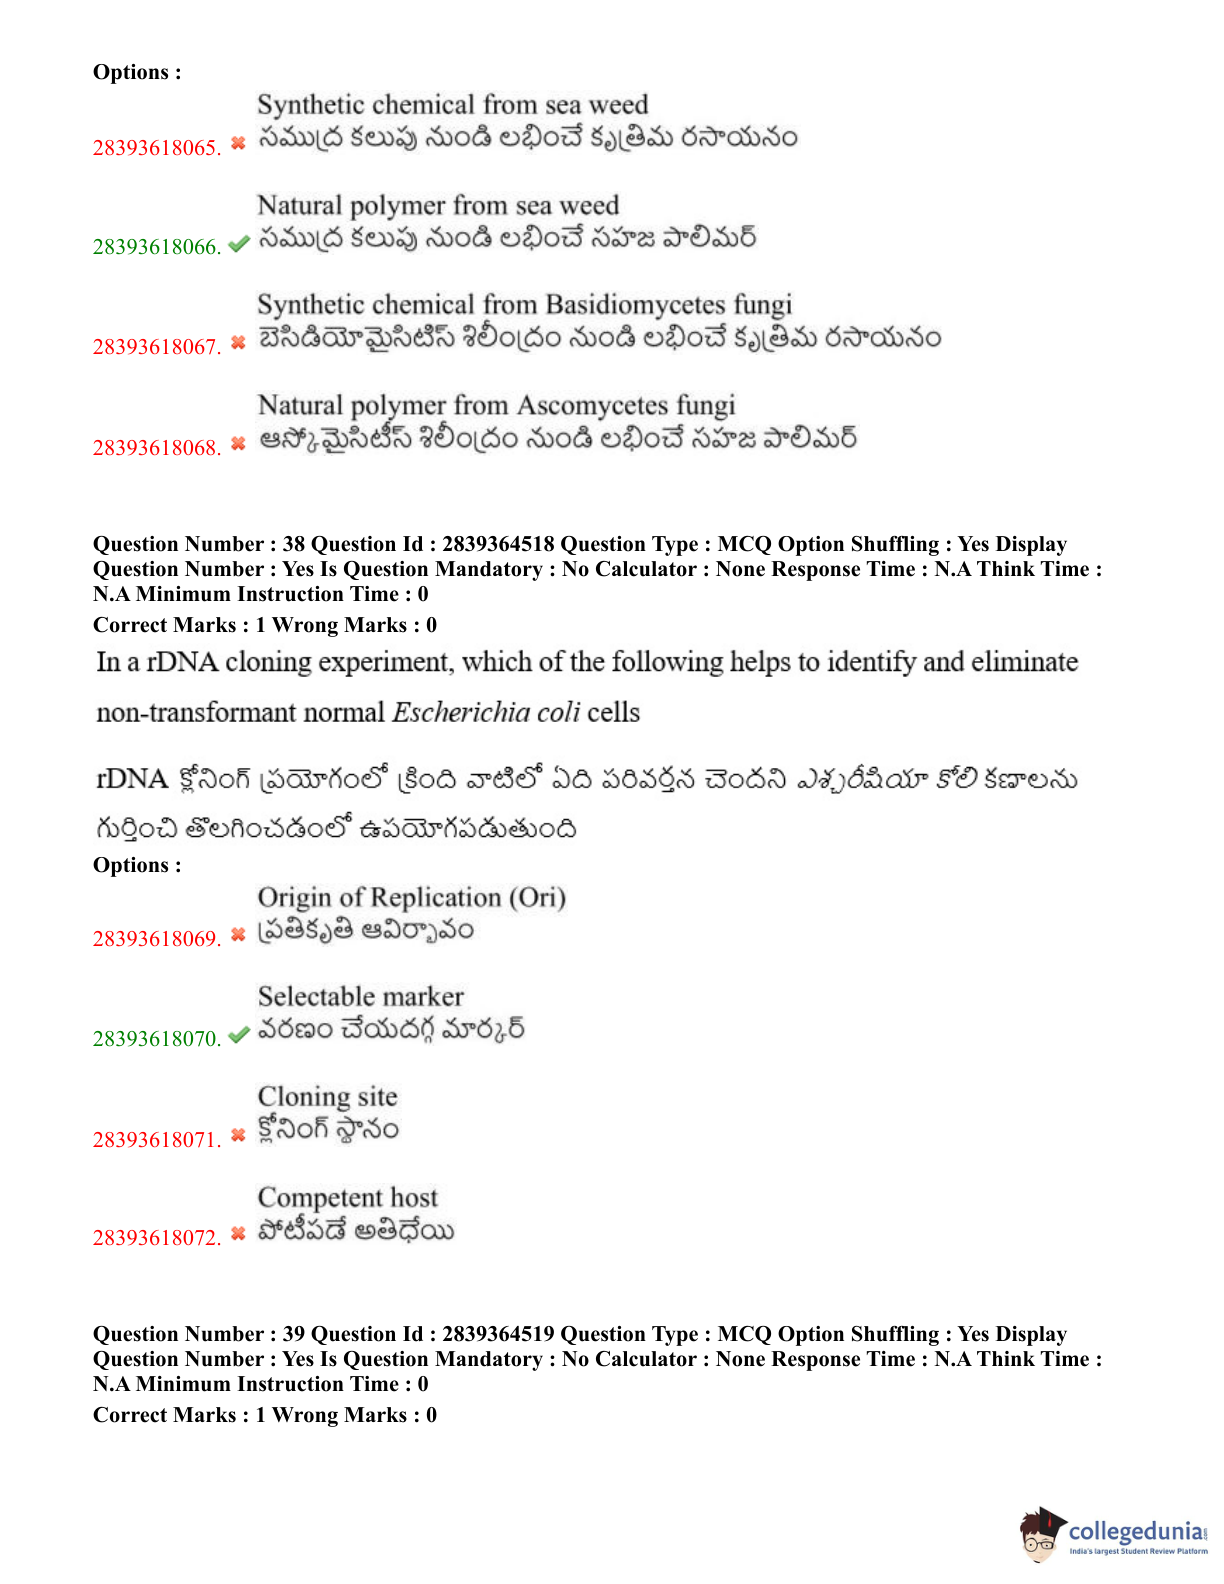 Options :
Synthetic chemical from sea weed
28393618065. సముద్ర కలుపు నుండి లభించే కృత్రిమ రసాయనం
Natural polymer from sea weed
28393618066. సముద్ర కలుపు నుండి లభించే సహజ పాలిమర్
Synthetic chemical from Basidiomycetes fungi
28393618067. బెసిడియోమైసిటిస్ శిలీంద్రం నుండి లభించే కృత్రిమ రసాయనం
Natural polymer from Ascomycetes fungi
28393618068. ఆస్కోమైసిటీస్ శిలీంద్రం నుండి లభించే సహజ పాలిమర్
Question Number : 38 Question Id : 2839364518 Question Type : MCQ Option Shuffling : Yes Display
Question Number : Yes Is Question Mandatory : No Calculator : None Response Time : N.A Think Time :
N.A Minimum Instruction Time : 0
Correct Marks : 1 Wrong Marks : 0
In a rDNA cloning experiment, which of the following helps to identify and eliminate
non-transformant normal Escherichia coli cells
rDNA క్లోనింగ్ ప్రయోగంలో క్రింది వాటిలో ఏది పరివర్తన చెందని ఎశ్చరీషియా కోలి కణాలను
గుర్తించి తొలగించడంలో ఉపయోగపడుతుంది
Options :
Origin of Replication (Ori)
28393618069. ప్రతికృతి ఆవిర్భావం
Selectable marker
28393618070. వరణం చేయదగ్గ మార్కర్
Cloning site
28393618071. క్లోనింగ్ స్థానం
Competent host
28393618072. పోటీపడే అతిధేయి
Question Number : 39 Question Id : 2839364519 Question Type : MCQ Option Shuffling : Yes Display
Question Number : Yes Is Question Mandatory : No Calculator : None Response Time : N.A Think Time :
N.A Minimum Instruction Time : 0
Correct Marks : 1 Wrong Marks : 0
collegedunia
India's largest Student Review Platform